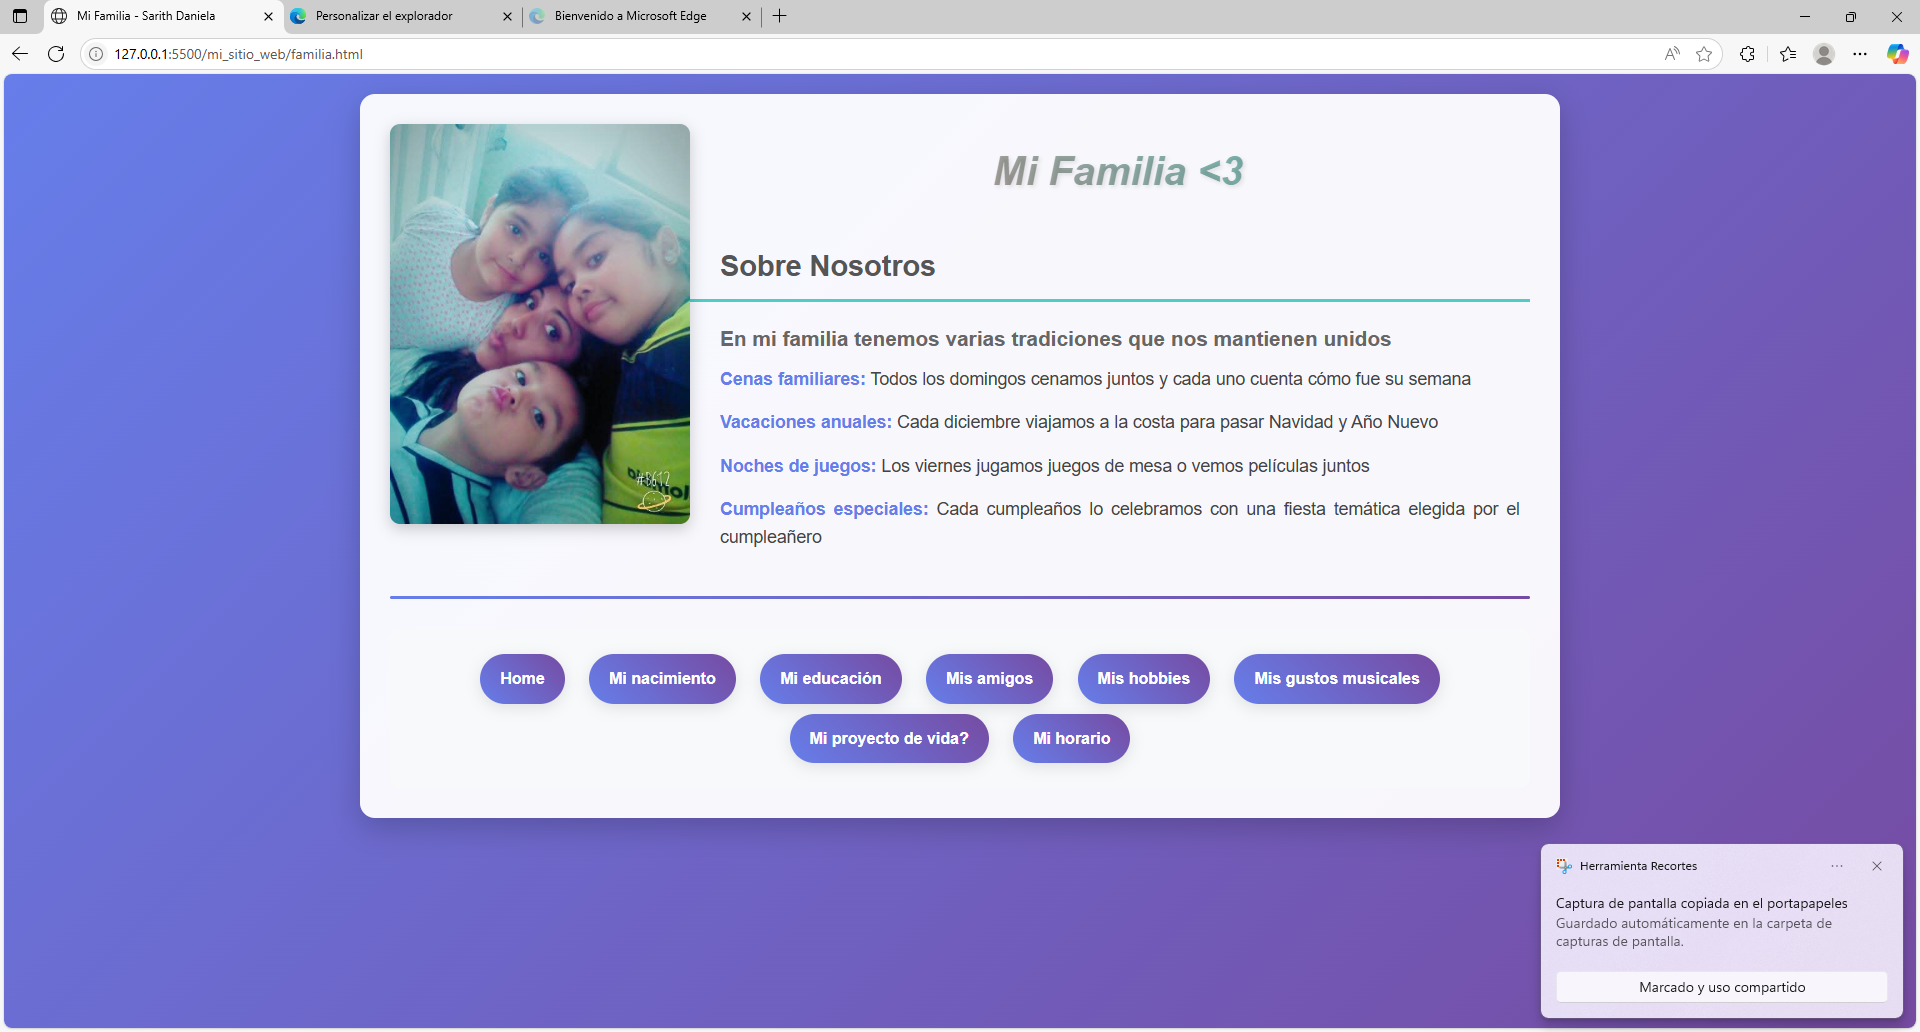 Mi Familia - Sarith Daniela
Personalizar el explorador
Bienvenido a Microsoft Edge
127.0.0.1:5500/mi_sitio_web/familia.html
Mi Familia <3
Sobre Nosotros
En mi familia tenemos varias tradiciones que nos mantienen unidos
Cenas familiares: Todos los domingos cenamos juntos y cada uno cuenta cómo fue su semana
Vacaciones anuales: Cada diciembre viajamos a la costa para pasar Navidad y Año Nuevo
Noches de juegos: Los viernes jugamos juegos de mesa o vemos películas juntos
Cumpleaños especiales: Cada cumpleaños lo celebramos con una fiesta temática elegida por el
cumpleañero
#B612
Home
Mi nacimiento
Mi educación
Mis amigos
Mis hobbies
Mis gustos musicales
Mi proyecto de vida?
Mi horario
Herramienta Recortes
Captura de pantalla copiada en el portapapeles
Guardado automáticamente en la carpeta de
capturas de pantalla.
Marcado y uso compartido